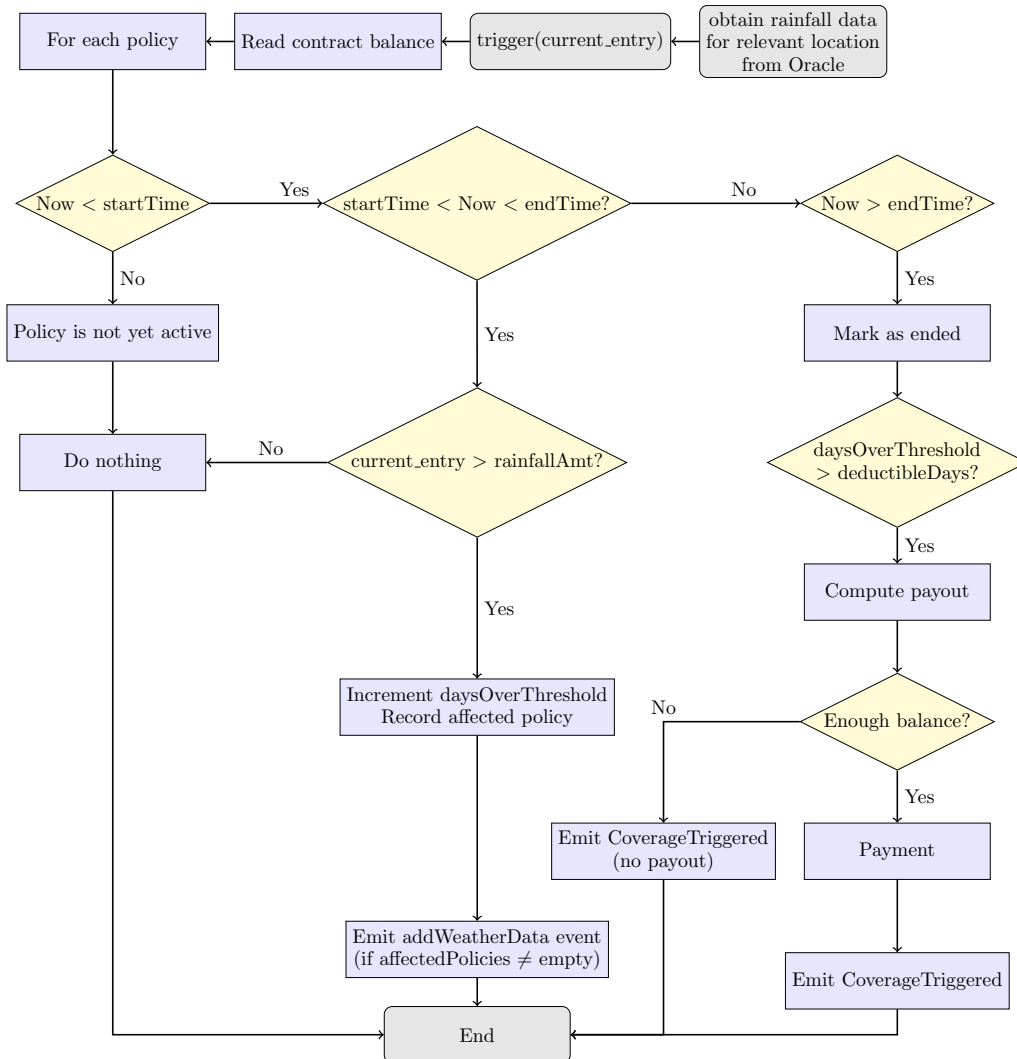 For each policy
Read contract balance
trigger(current_entry)
obtain rainfall data
for relevant location
from Oracle
Now < startTime
Yes
startTime < Now < endTime?
No
Now > endTime?
No
Yes
Yes
Policy is not yet active
Mark as ended
Do nothing
No
current_entry > rainfallAmt?
daysOverThreshold
> deductibleDays?
Yes
Yes
Compute payout
Increment daysOverThreshold
Record affected policy
No
Enough balance?
Yes
Emit CoverageTriggered
(no payout)
Payment
Emit addWeatherData event
(if affectedPolicies ≠ empty)
Emit CoverageTriggered
End